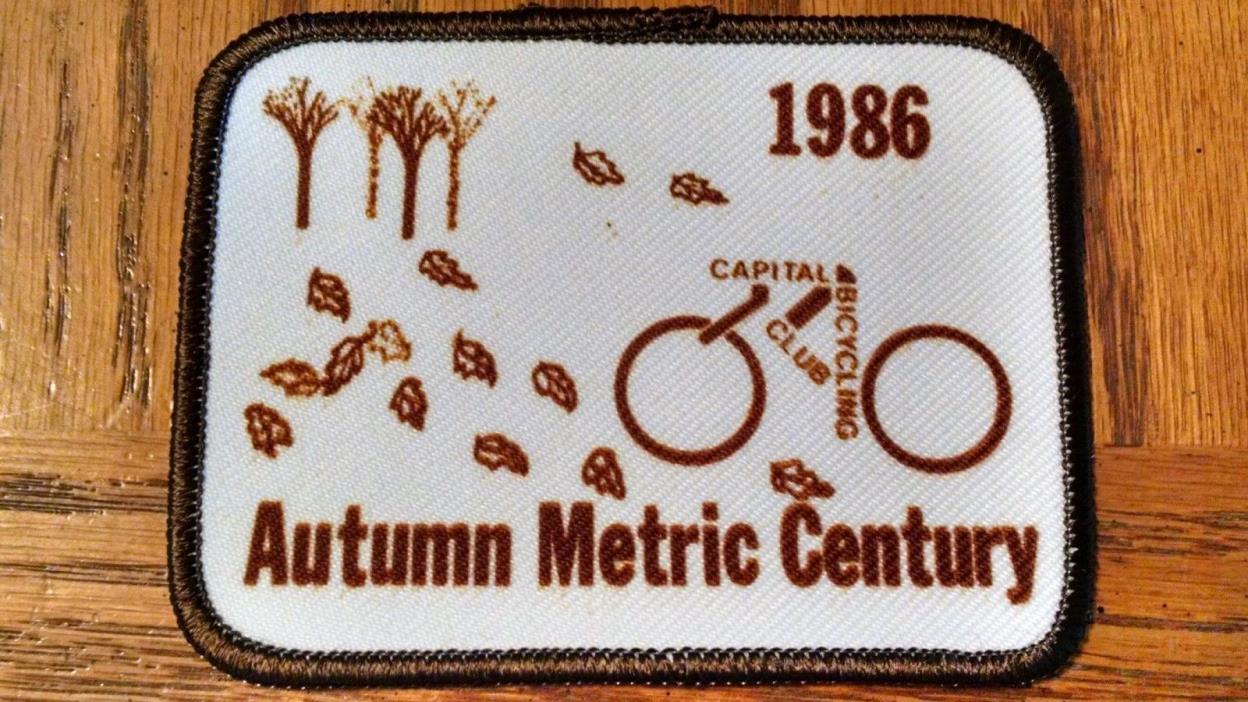 1986
CAPITAL
BICYCLING
CLUB
Autumn Metric Century